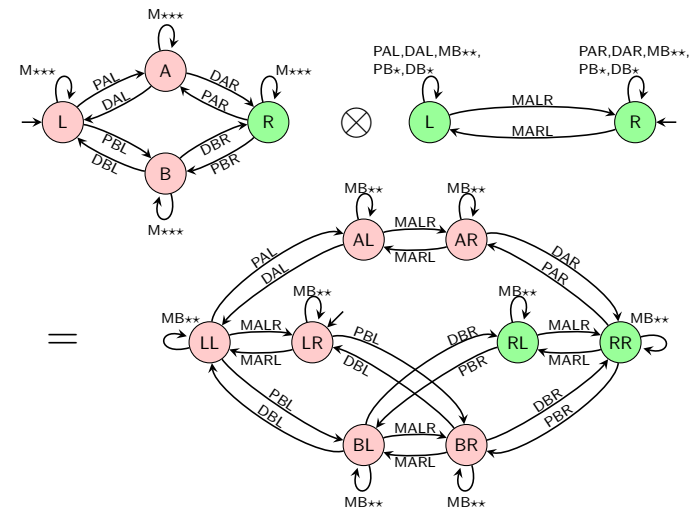 M⋆⋆⋆
A
M⋆⋆⋆
PAL
DAL
DAR
PAR
M⋆⋆⋆
L
R
PBL
DBL
DBR
PBR
B
M⋆⋆⋆
⊗
PAL,DAL,MB⋆⋆,
PB⋆,DB⋆
PAR,DAR,MB⋆⋆,
PB⋆,DB⋆
L
MALR
MARL
R
=
MB⋆⋆
MB⋆⋆
AL
MALR
MARL
AR
PAL
DAL
DAR
PAR
MB⋆⋆
MB⋆⋆
MB⋆⋆
MB⋆⋆
LL
MALR
MARL
LR
PBL
DBL
DBR
PBR
RL
MALR
MARL
RR
PBL
DBL
DBR
PBR
BL
MALR
MARL
BR
MB⋆⋆
MB⋆⋆